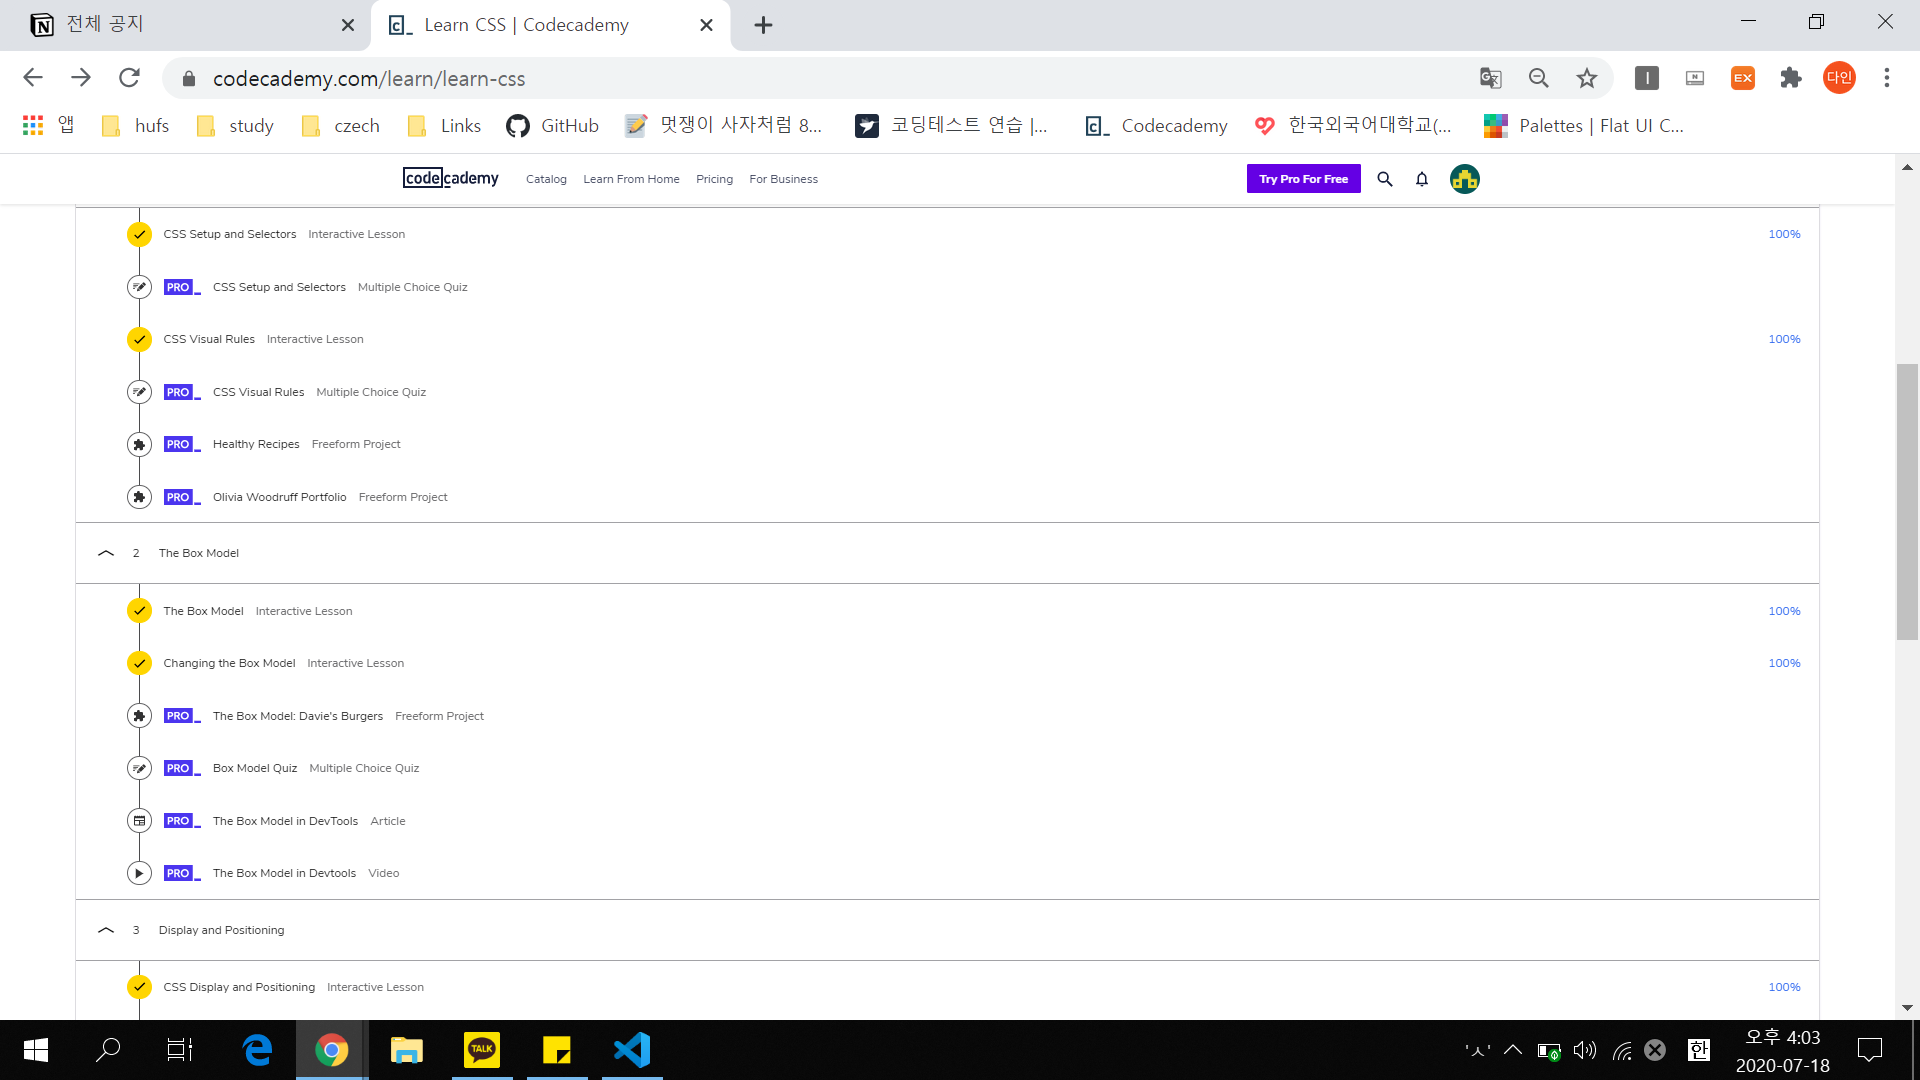 전체 공지
Learn CSS | Codecademy
codecademy.com/learn/learn-css
I
EX
다인
앱
hufs
study
czech
Links
GitHub
멋쟁이 사자처럼 8...
코딩테스트 연습 |...
Codecademy
한국외국어대학교(...
Palettes | Flat UI C...
codecademy
Catalog
Learn From Home
Pricing
For Business
Try Pro For Free
CSS Setup and Selectors Interactive Lesson 100%
PRO CSS Setup and Selectors Multiple Choice Quiz
CSS Visual Rules Interactive Lesson 100%
PRO CSS Visual Rules Multiple Choice Quiz
PRO Healthy Recipes Freeform Project
PRO Olivia Woodruff Portfolio Freeform Project
2 The Box Model
The Box Model Interactive Lesson 100%
Changing the Box Model Interactive Lesson 100%
PRO The Box Model: Davie's Burgers Freeform Project
PRO Box Model Quiz Multiple Choice Quiz
PRO The Box Model in DevTools Article
PRO The Box Model in Devtools Video
3 Display and Positioning
CSS Display and Positioning Interactive Lesson 100%
TALK
'ㅅ'
한
오후 4:03
2020-07-18